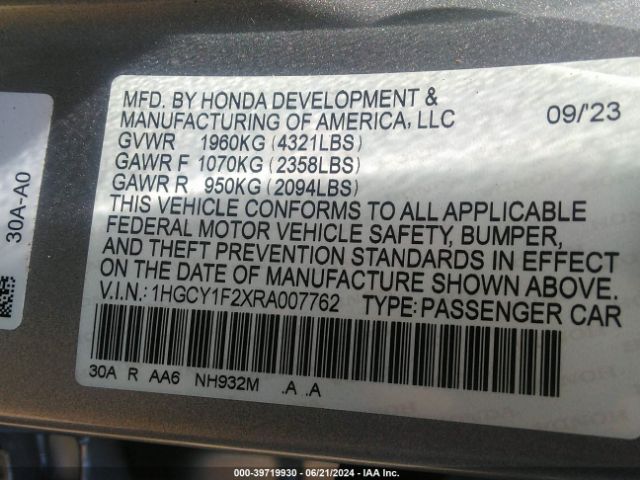 MFD. BY HONDA DEVELOPMENT &
MANUFACTURING OF AMERICA, LLC 09/'23
GVWR 1960KG (4321LBS)
GAWR F 1070KG (2358LBS)
GAWR R 950KG (2094LBS)
THIS VEHICLE CONFORMS TO ALL APPLICABLE
FEDERAL MOTOR VEHICLE SAFETY, BUMPER,
AND THEFT PREVENTION STANDARDS IN EFFECT
ON THE DATE OF MANUFACTURE SHOWN ABOVE.
V.I.N.: 1HGCY1F2XRA007762 TYPE: PASSENGER CAR
30A R AA6 NH932M .A .A
30A-A0
000-39719930 - 06/21/2024 - IAA Inc.